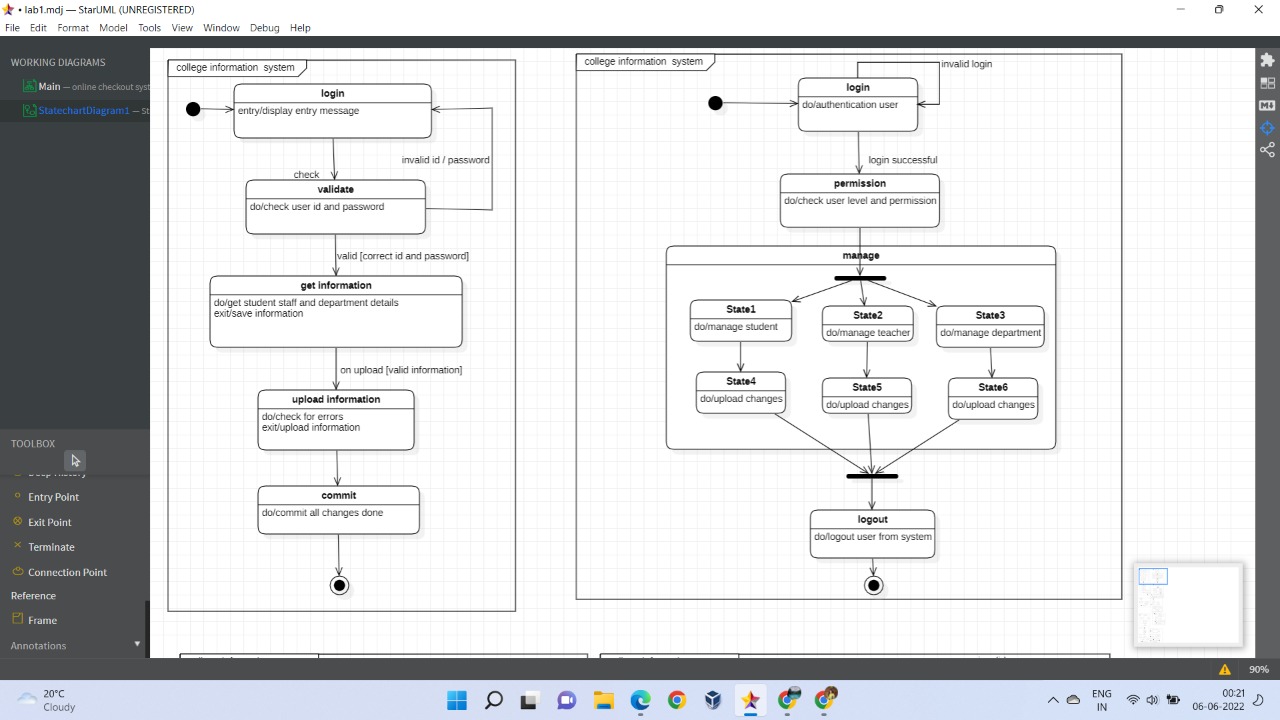 • lab1.mdj — StarUML (UNREGISTERED)
File Edit Format Model Tools View Window Debug Help
WORKING DIAGRAMS
Main — online checkout syst
StatechartDiagram1 — St
TOOLBOX
Deep History
Entry Point
Exit Point
Terminate
Connection Point
Reference
Frame
Annotations
college information system
login
entry/display entry message
invalid id / password
check
validate
do/check user id and password
valid [correct id and password]
get information
do/get student staff and department details
exit/save information
on upload [valid information]
upload information
do/check for errors
exit/upload information
commit
do/commit all changes done
college information system
invalid login
login
do/authentication user
login successful
permission
do/check user level and permission
manage
State1
do/manage student
State2
do/manage teacher
State3
do/manage department
State4
do/upload changes
State5
do/upload changes
State6
do/upload changes
logout
do/logout user from system
90%
20°C
Cloudy
ENG
IN
00:21
06-06-2022